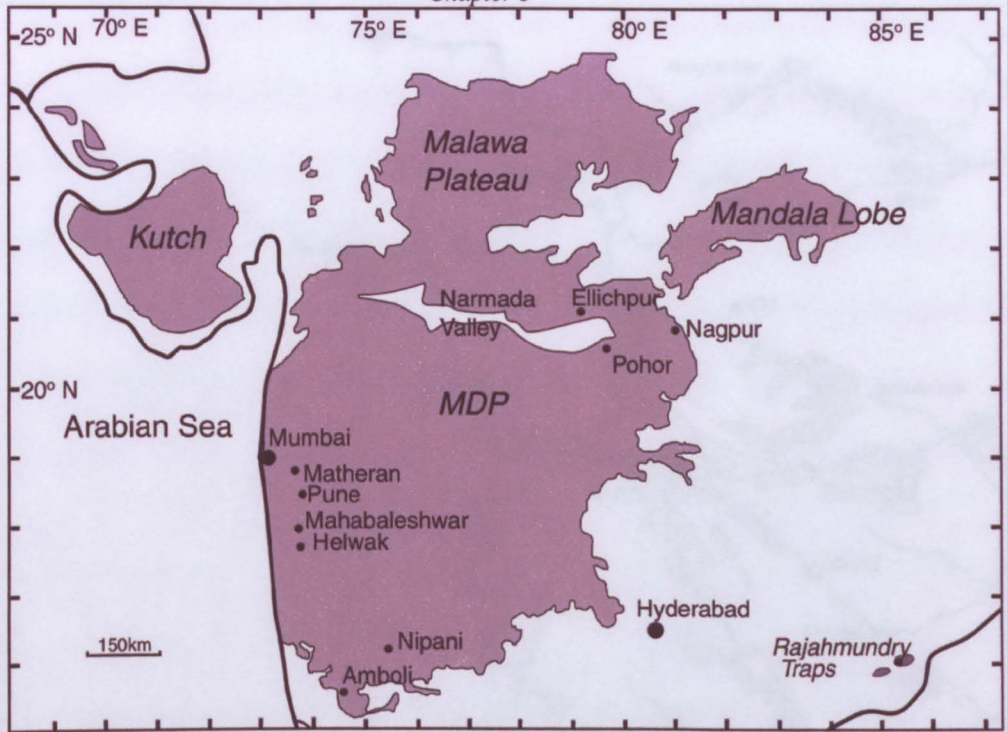 70° E
75° E
80° E
85° E
25° N
Malawa
Plateau
Mandala Lobe
Kutch
Narmada
Valley
Ellichpur
Nagpur
Pohor
20° N
MDP
Arabian Sea
Mumbai
Matheran
Pune
Mahabaleshwar
Helwak
Hyderabad
150km
Nipani
Rajahmundry
Traps
Amboli